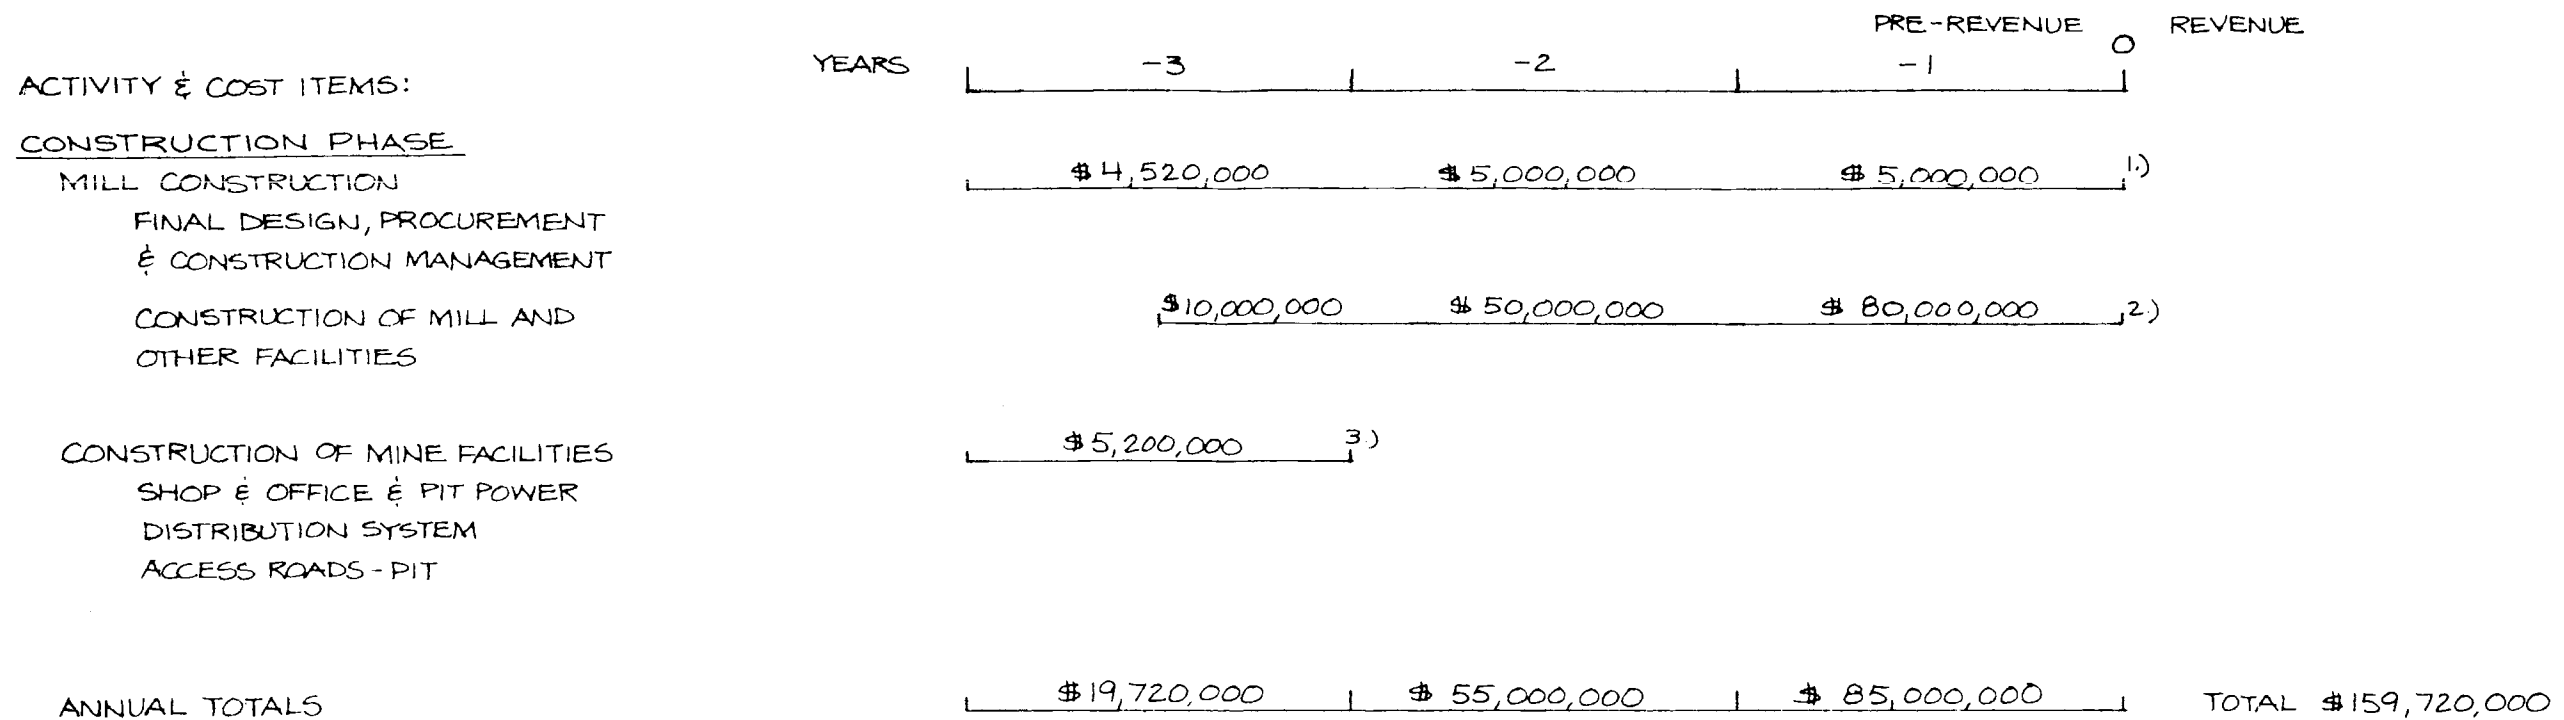 PRE-REVENUE O REVENUE
YEARS -3 -2 -1
ACTIVITY & COST ITEMS:
CONSTRUCTION PHASE
MILL CONSTRUCTION $4,520,000 $5,000,000 $5,000,000 1.)
FINAL DESIGN, PROCUREMENT
& CONSTRUCTION MANAGEMENT
CONSTRUCTION OF MILL AND $10,000,000 $50,000,000 $80,000,000 2.)
OTHER FACILITIES
CONSTRUCTION OF MINE FACILITIES $5,200,000 3.)
SHOP & OFFICE & PIT POWER
DISTRIBUTION SYSTEM
ACCESS ROADS - PIT
ANNUAL TOTALS $19,720,000 $55,000,000 $85,000,000 TOTAL $159,720,000